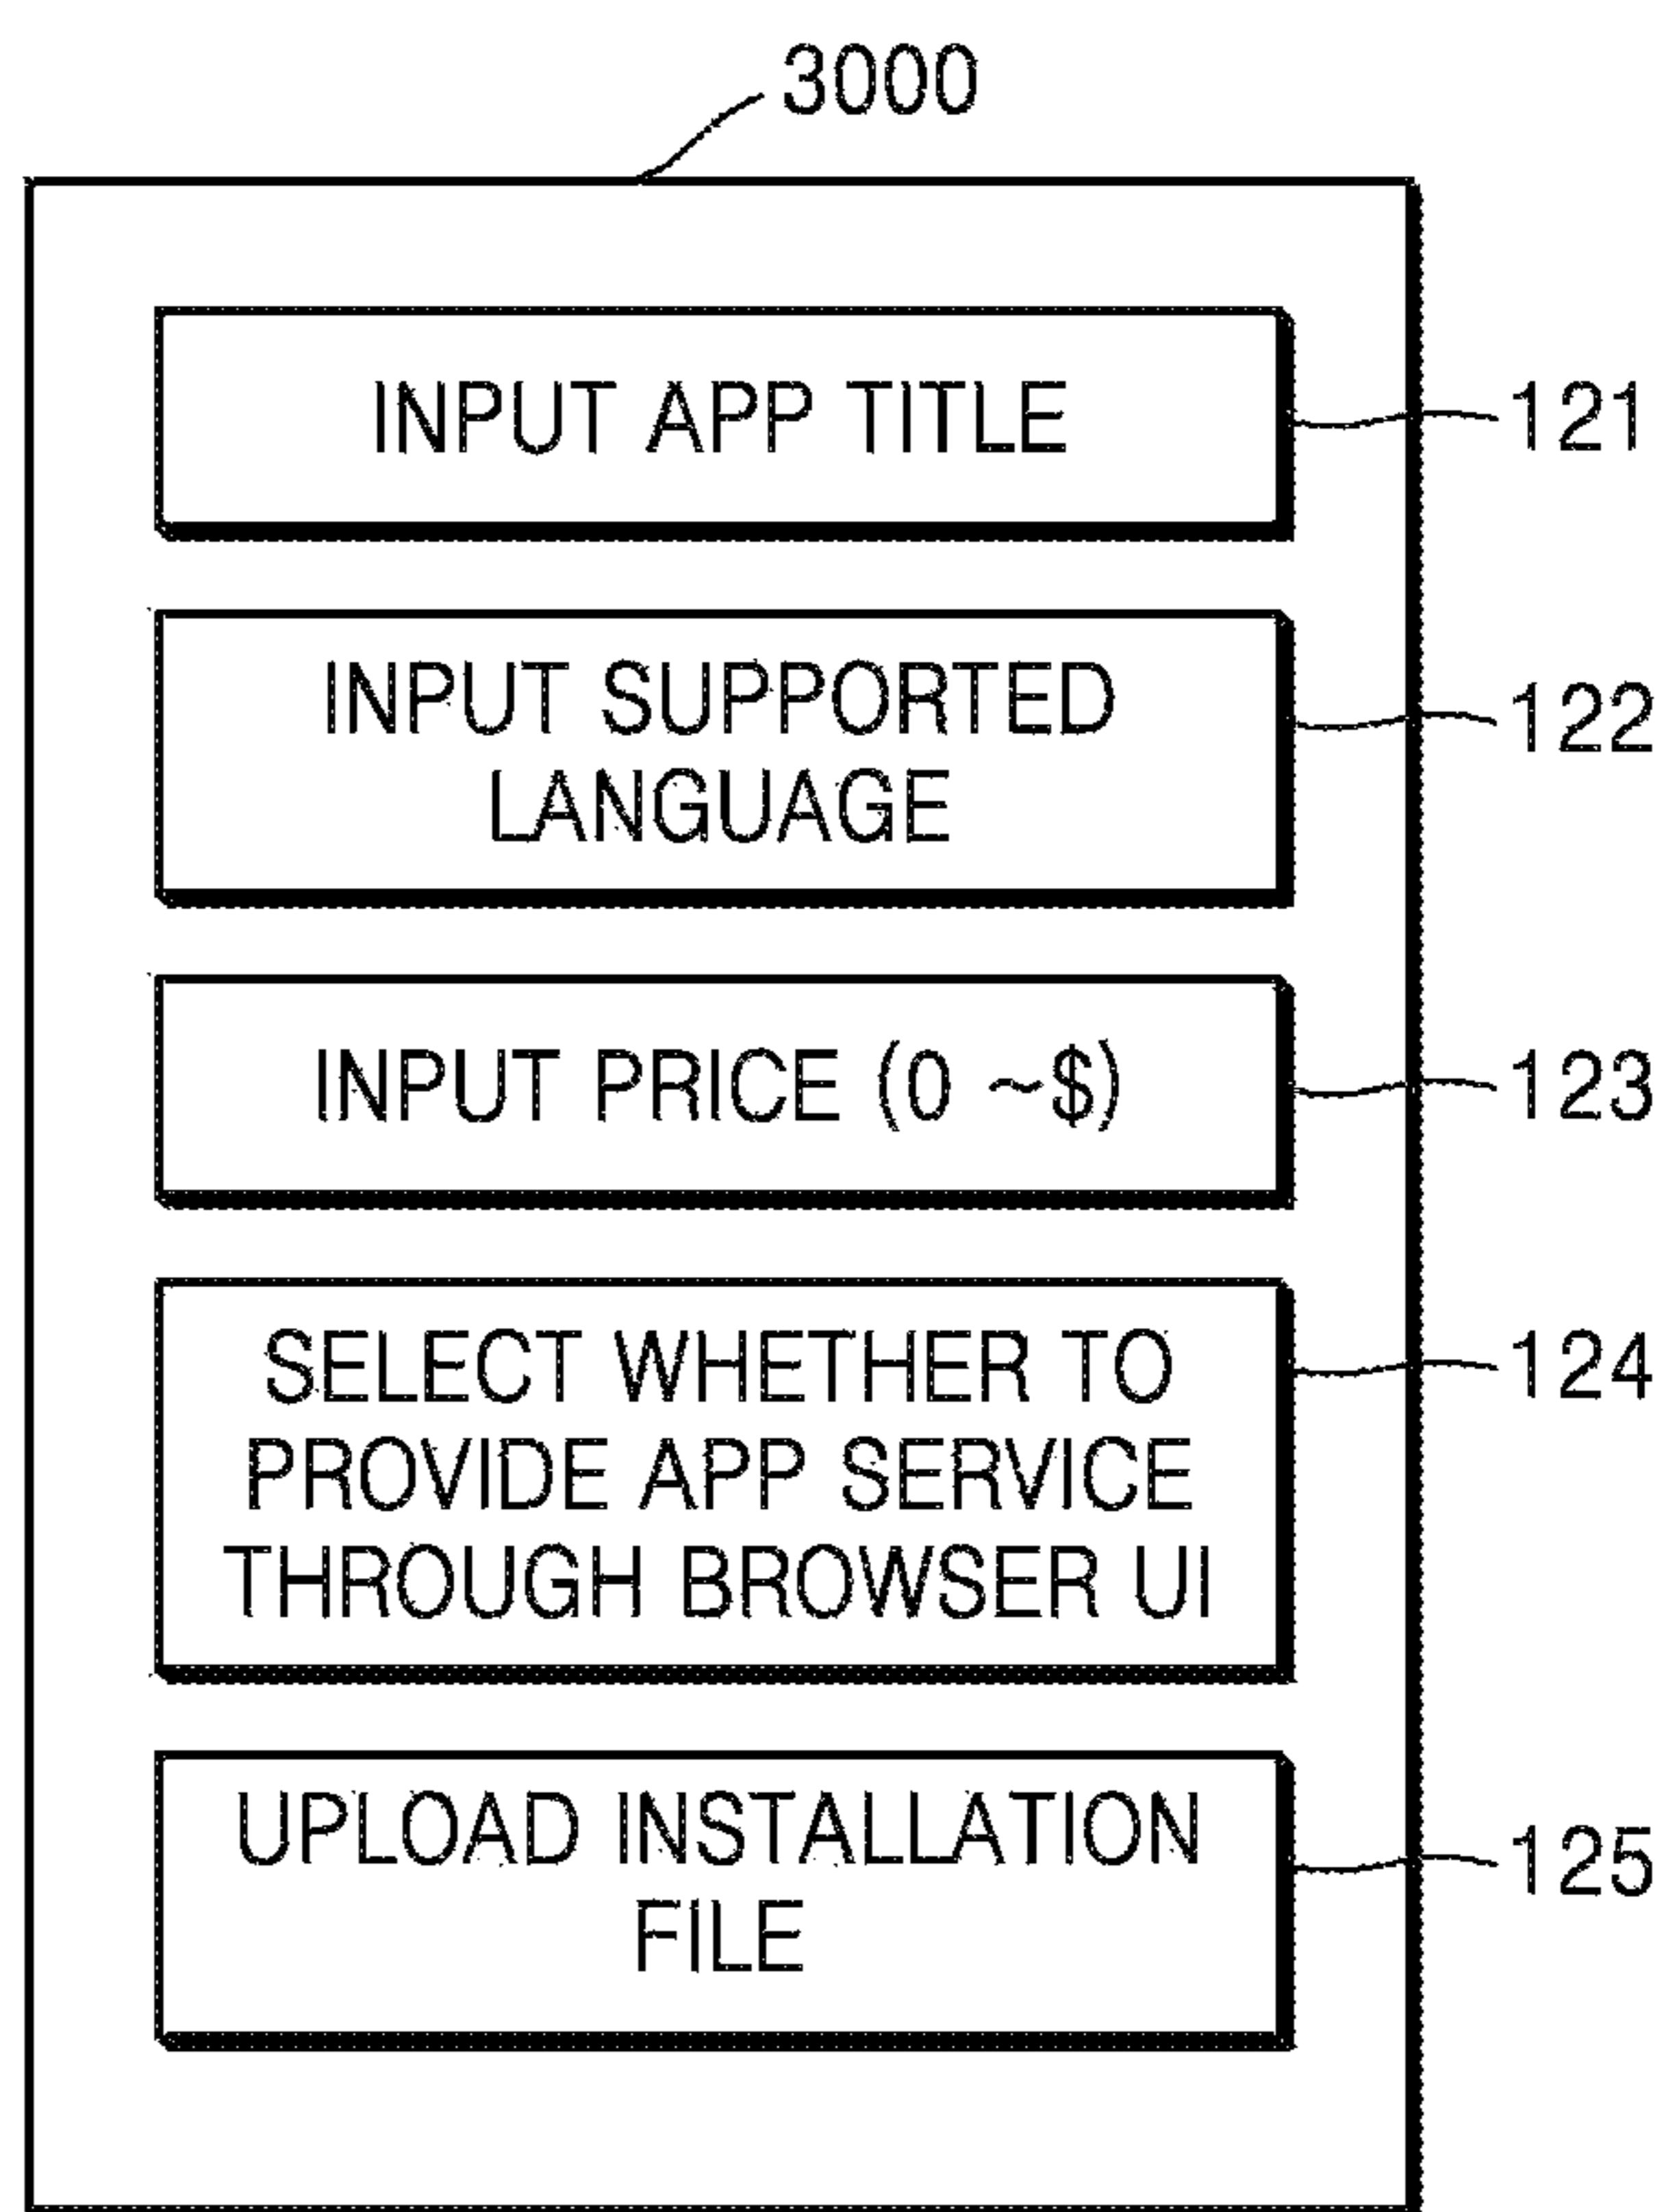 3000
INPUT APP TITLE
121
INPUT SUPPORTED
LANGUAGE
122
INPUT PRICE (0 ~$)
123
SELECT WHETHER TO
PROVIDE APP SERVICE
THROUGH BROWSER UI
124
UPLOAD INSTALLATION
FILE
125